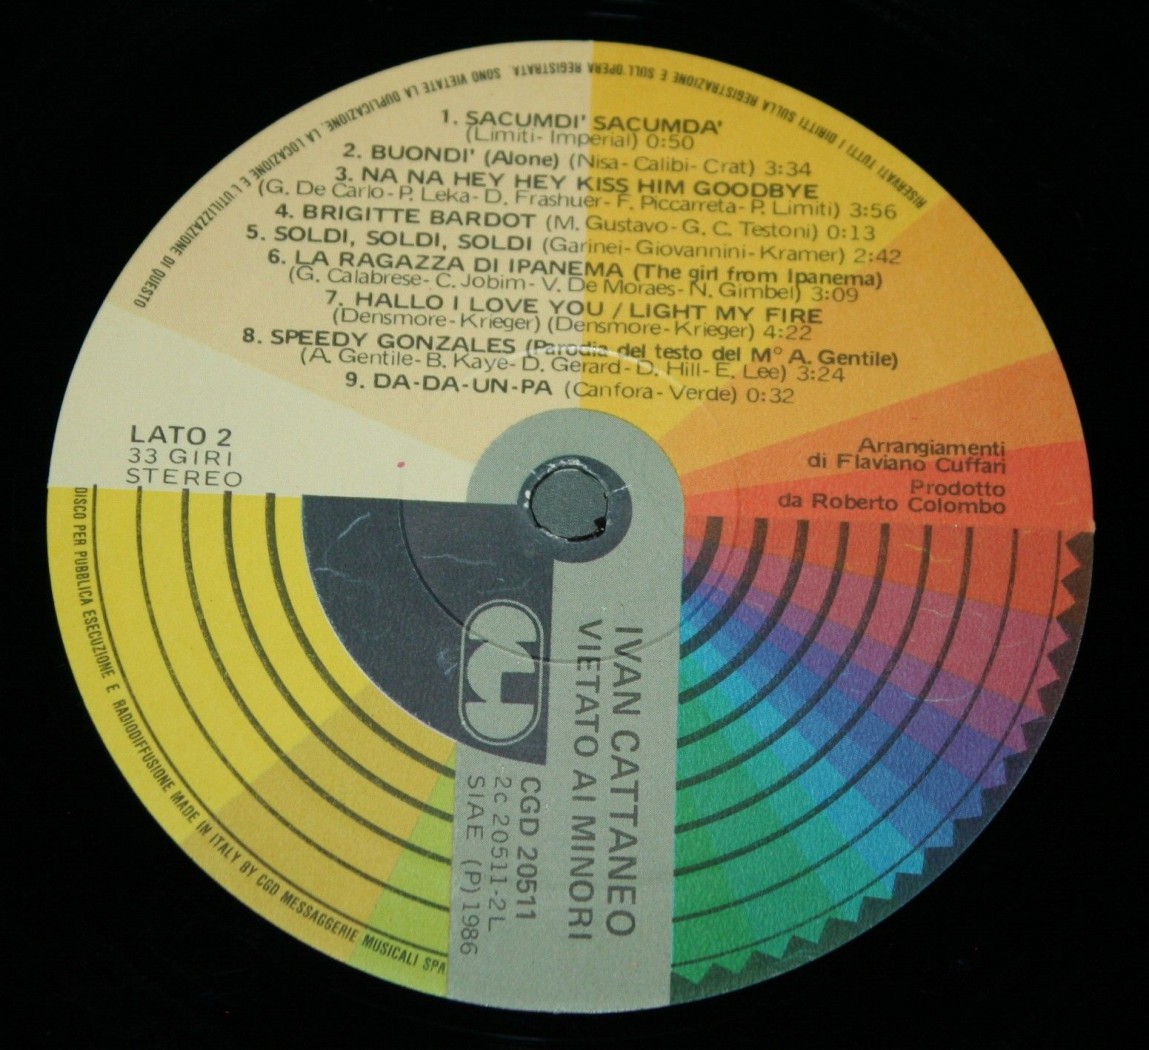 RISERVATI TUTTI I DIRITTI SULLA REGISTRAZIONE E SULL'OPERA REGISTRATA. SONO VIETATE LA DUPLICAZIONE, LA LOCAZIONE E L'UTILIZZAZIONE DI QUESTO
DISCO PER PUBBLICA ESECUZIONE E RADIODIFFUSIONE MADE IN ITALY BY CGD MESSAGGERIE MUSICALI SPA
1. SACUMDI' SACUMDA'
(Limiti-Imperial) 0:50
2. BUONDI' (Alone) (Nisa-Calibi-Crat) 3:34
3. NA NA HEY HEY KISS HIM GOODBYE
(G. De Carlo-P. Leka-D. Frashuer-F. Piccarreta-P. Limiti) 3:56
4. BRIGITTE BARDOT (M. Gustavo-G. C. Testoni) 0:13
5. SOLDI, SOLDI, SOLDI (Garinei-Giovannini-Kramer) 2:42
6. LA RAGAZZA DI IPANEMA (The girl from Ipanema)
(G. Calabrese-C. Jobim-V. De Moraes-N. Gimbel) 3:09
7. HALLO I LOVE YOU / LIGHT MY FIRE
(Densmore-Krieger) (Densmore-Krieger) 4:22
8. SPEEDY GONZALES (Parodia del testo del M° A. Gentile)
(A. Gentile-B. Kaye-D. Gerard-D. Hill-E. Lee) 3:24
9. DA-DA-UN-PA (Canfora-Verde) 0:32
LATO 2
33 GIRI
STEREO
Arrangiamenti
di Flaviano Cuffari
Prodotto
da Roberto Colombo
IVAN CATTANEO
VIETATO AI MINORI
CGD 20511
2c 20511-2L
SIAE (P)1986